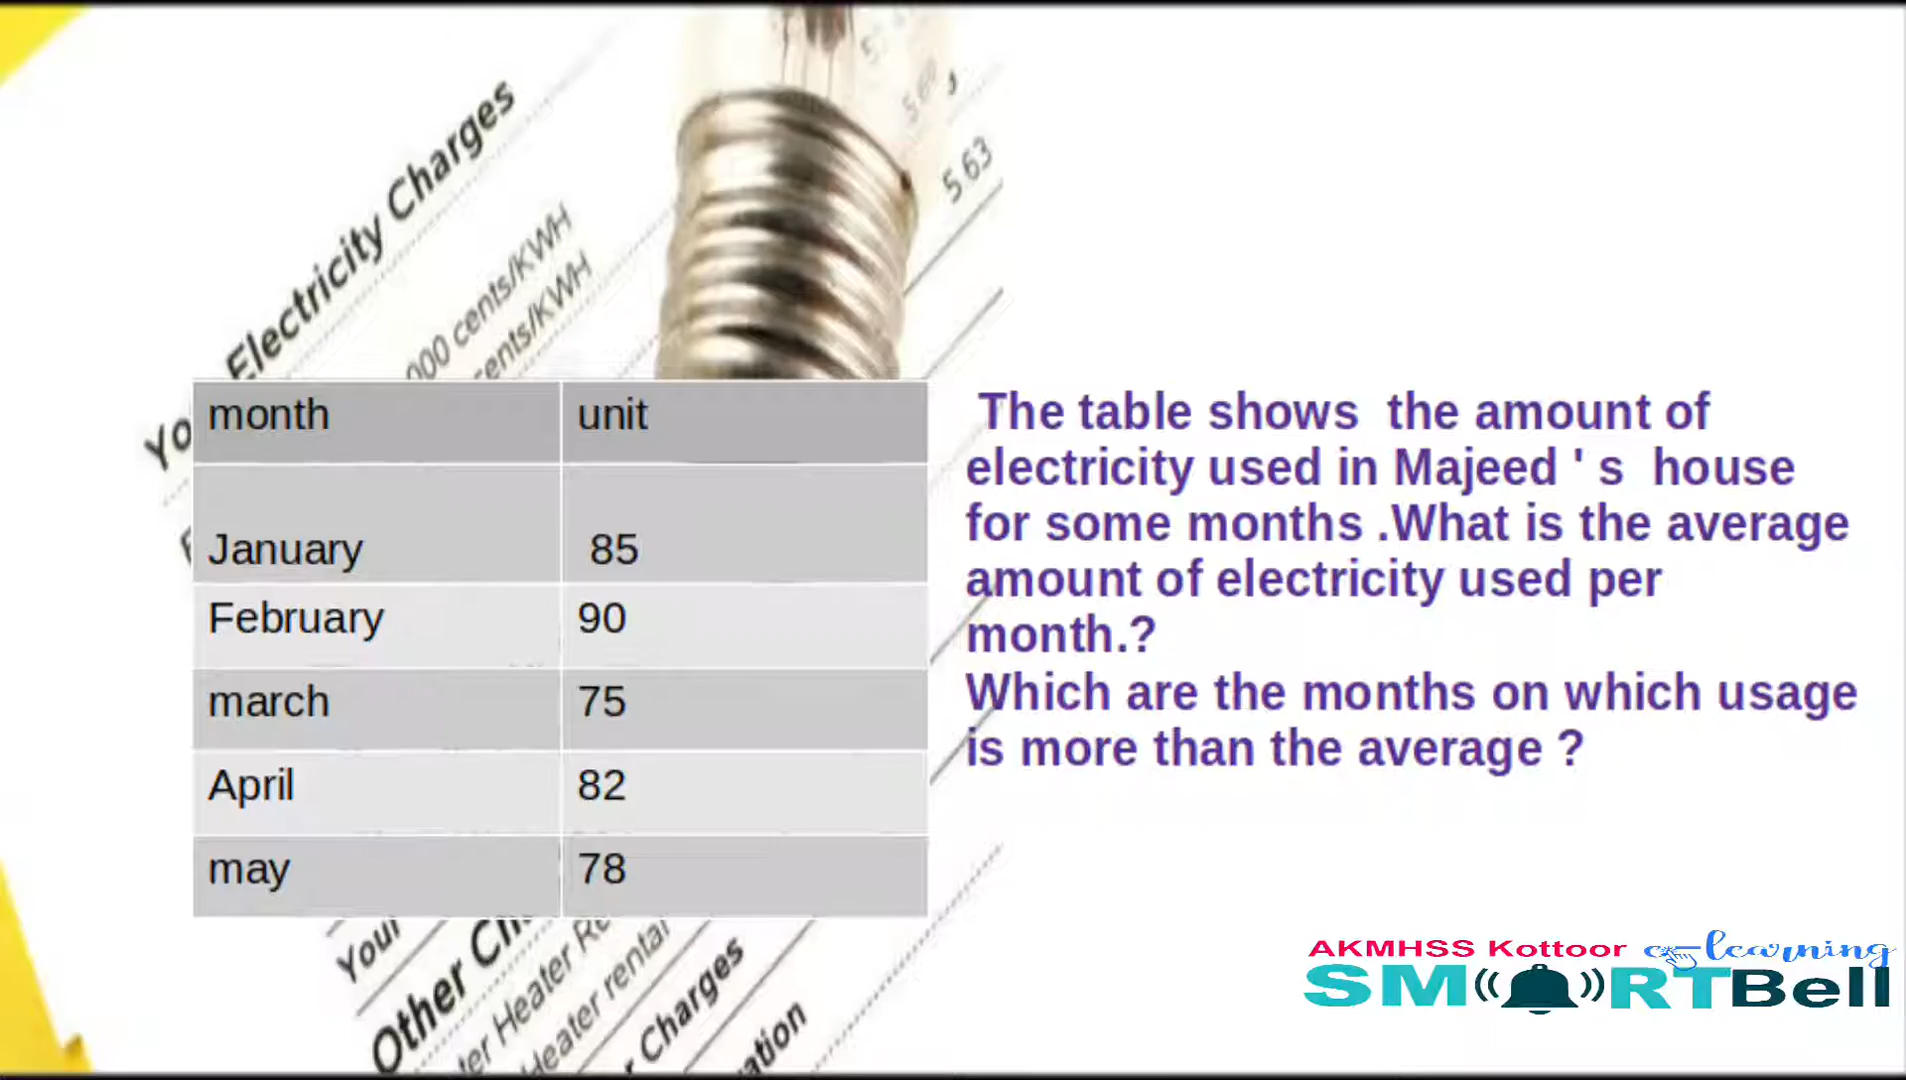 Electricity Charges
000 cents/KWH
cents/KWH
5.63
month unit
January 85
February 90
march 75
April 82
may 78
The table shows the amount of
electricity used in Majeed ' s house
for some months .What is the average
amount of electricity used per
month.?
Which are the months on which usage
is more than the average ?
Your
Other
Heater
Heater rental
Charges
AKMHSS Kottoor e-learning
SMARTBell